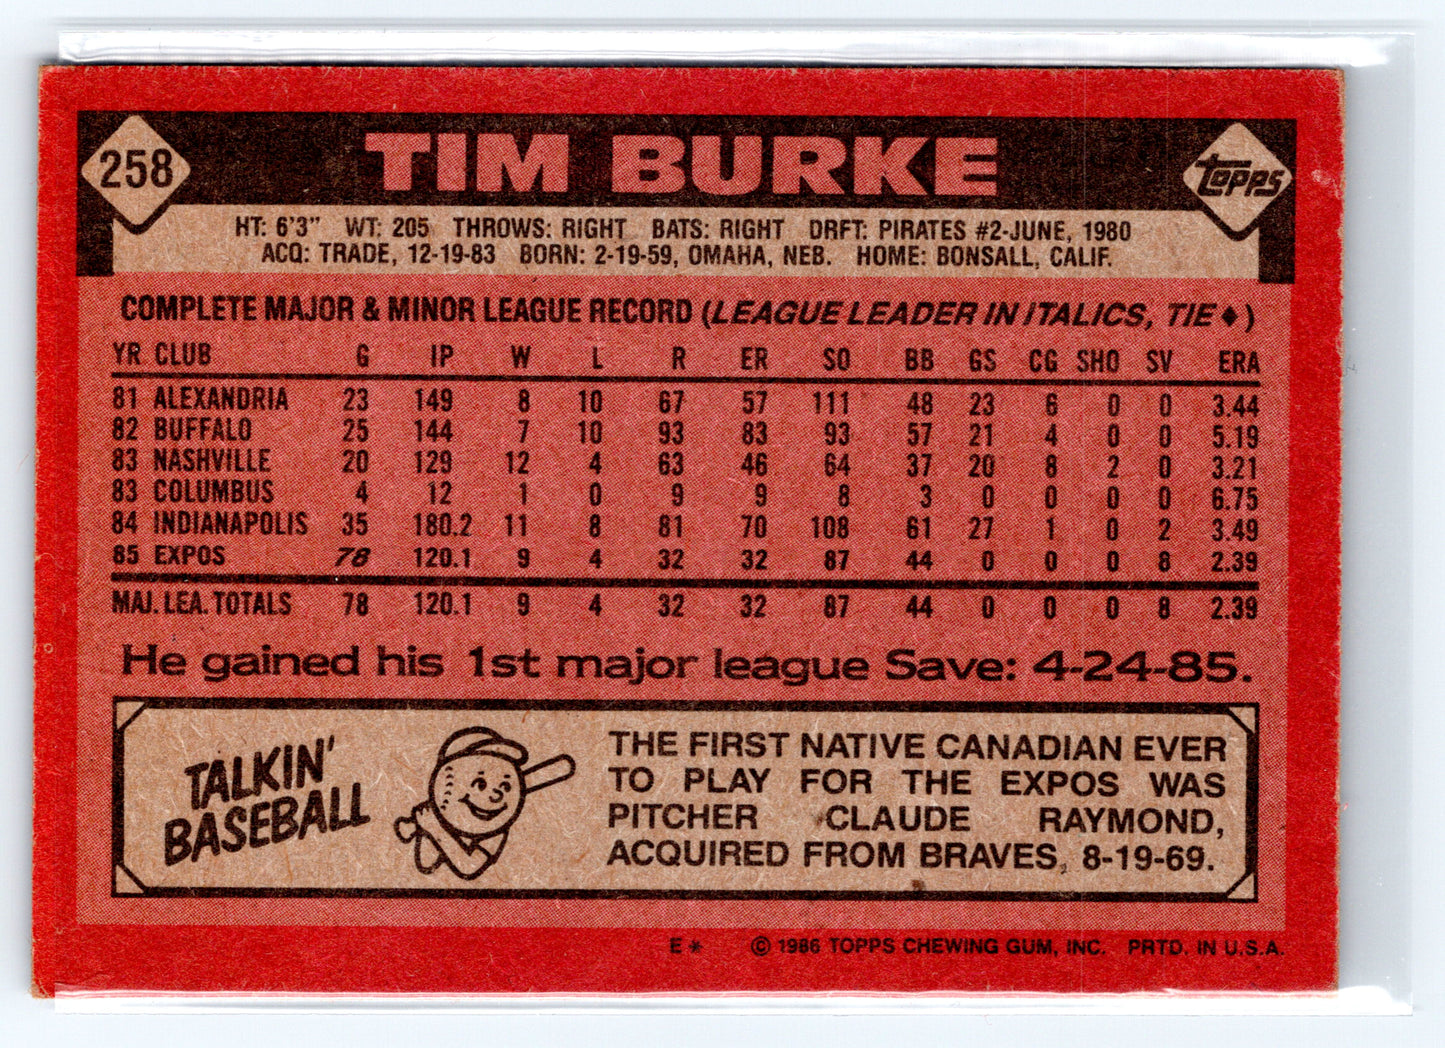 258
TIM BURKE
TOPPS
HT: 6'3" WT: 205 THROWS: RIGHT BATS: RIGHT DRFT: PIRATES #2-JUNE, 1980
ACQ: TRADE, 12-19-83 BORN: 2-19-59, OMAHA, NEB. HOME: BONSALL, CALIF.
COMPLETE MAJOR & MINOR LEAGUE RECORD (LEAGUE LEADER IN ITALICS, TIE ♦)
YR CLUB G IP W L R ER SO BB GS CG SHO SV ERA
81 ALEXANDRIA 23 149 8 10 67 57 111 48 23 6 0 0 3.44
82 BUFFALO 25 144 7 10 93 83 93 57 21 4 0 0 5.19
83 NASHVILLE 20 129 12 4 63 46 64 37 20 8 2 0 3.21
83 COLUMBUS 4 12 1 0 9 9 8 3 0 0 0 0 6.75
84 INDIANAPOLIS 35 180.2 11 8 81 70 108 61 27 1 0 2 3.49
85 EXPOS 78 120.1 9 4 32 32 87 44 0 0 0 8 2.39
MAJ. LEA. TOTALS 78 120.1 9 4 32 32 87 44 0 0 0 8 2.39
He gained his 1st major league Save: 4-24-85.
TALKIN'
BASEBALL
THE FIRST NATIVE CANADIAN EVER
TO PLAY FOR THE EXPOS WAS
PITCHER CLAUDE RAYMOND,
ACQUIRED FROM BRAVES, 8-19-69.
E* © 1986 TOPPS CHEWING GUM, INC. PRTD. IN U.S.A.